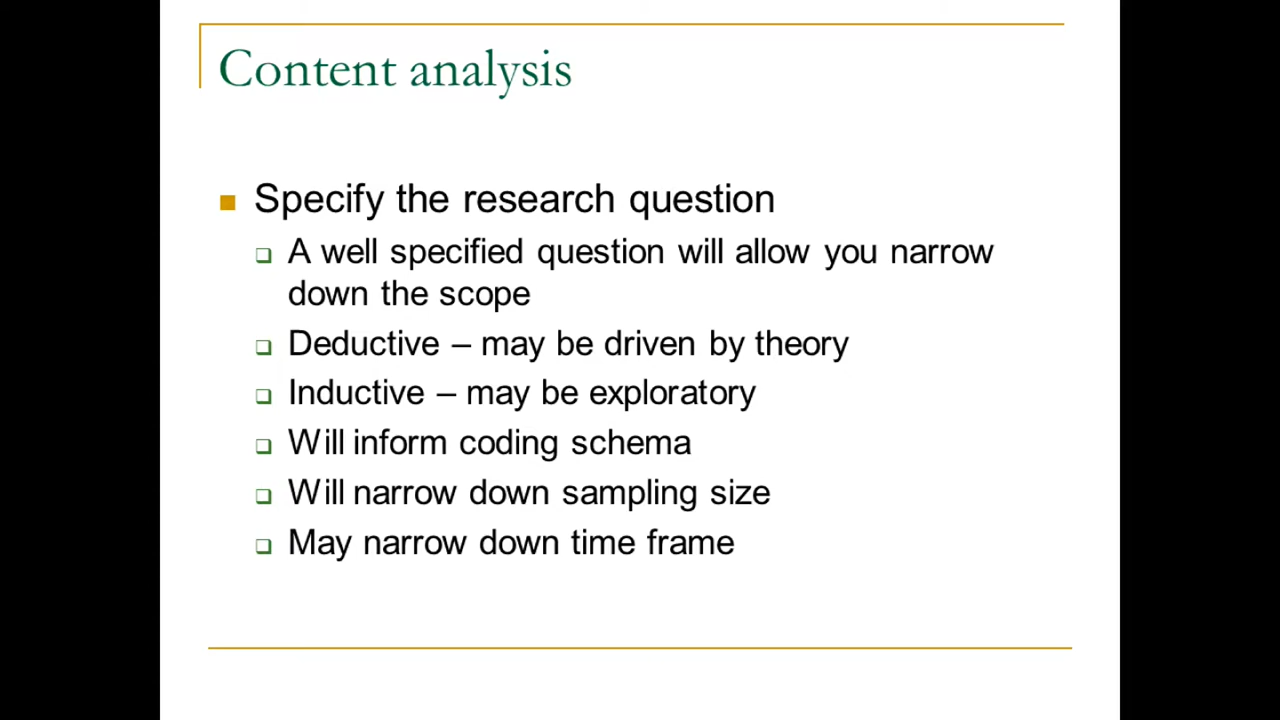 Content analysis
Specify the research question
A well specified question will allow you narrow
down the scope
Deductive – may be driven by theory
Inductive – may be exploratory
Will inform coding schema
Will narrow down sampling size
May narrow down time frame